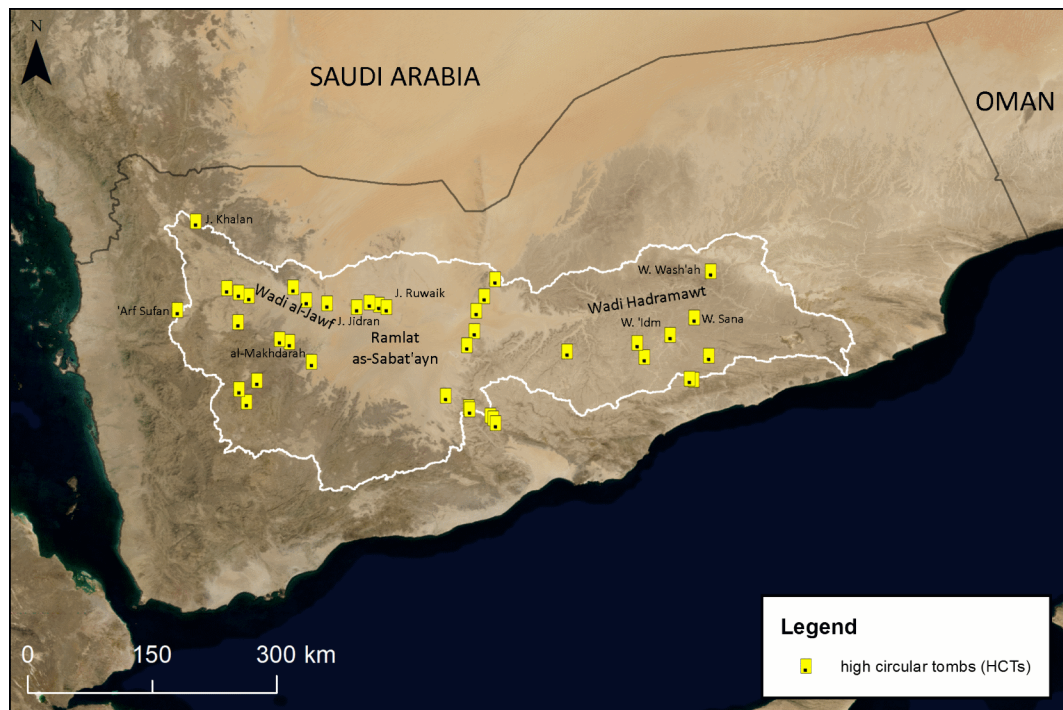 N
SAUDI ARABIA
OMAN
J. Khalan
W. Wash'ah
'Arf Sufan
Wadi al-Jawf
J. Ruwaik
Wadi Hadramawt
J. Jidran
W. 'Idm
W. Sana
al-Makhdarah
Ramlat
as-Sabat'ayn
0
150
300 km
Legend
high circular tombs (HCTs)